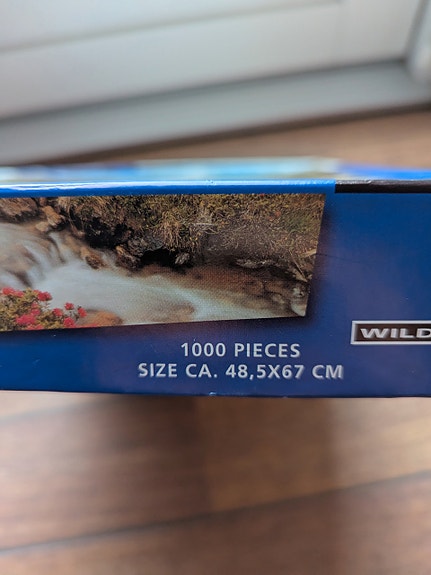 1000 PIECES
SIZE CA. 48,5X67 CM
WILD